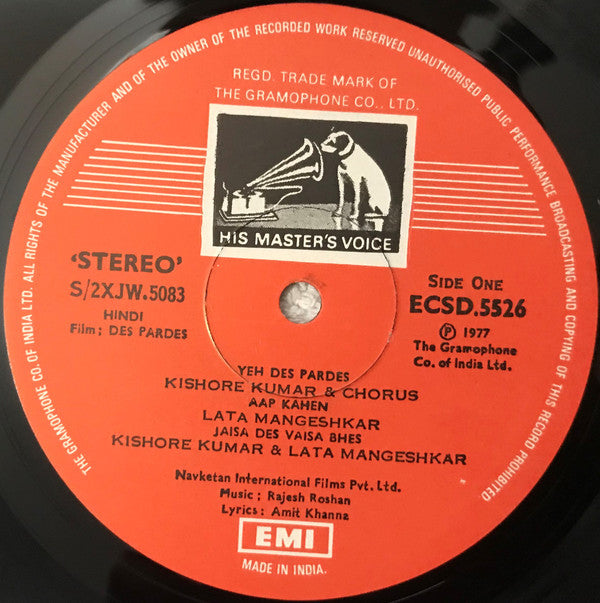 THE GRAMOPHONE CO. OF INDIA LTD. ALL RIGHTS OF THE MANUFACTURER AND OF THE OWNER OF THE RECORDED WORK RESERVED UNAUTHORISED PUBLIC PERFORMANCE BROADCASTING AND COPYING OF THIS RECORD PROHIBITED.
REGD. TRADE MARK OF
THE GRAMOPHONE CO., LTD.
HIS MASTER'S VOICE
'STEREO'
S/2XJW.5083
HINDI
Film; DES PARDES
SIDE ONE
ECSD.5526
Ⓟ 1977
The Gramophone
Co. of India Ltd.
YEH DES PARDES
KISHORE KUMAR & CHORUS
AAP KAHEN
LATA MANGESHKAR
JAISA DES VAISA BHES
KISHORE KUMAR & LATA MANGESHKAR
Navketan International Films Pvt. Ltd.
Music; Rajesh Roshan
Lyrics; Amit Khanna
EMI
MADE IN INDIA.